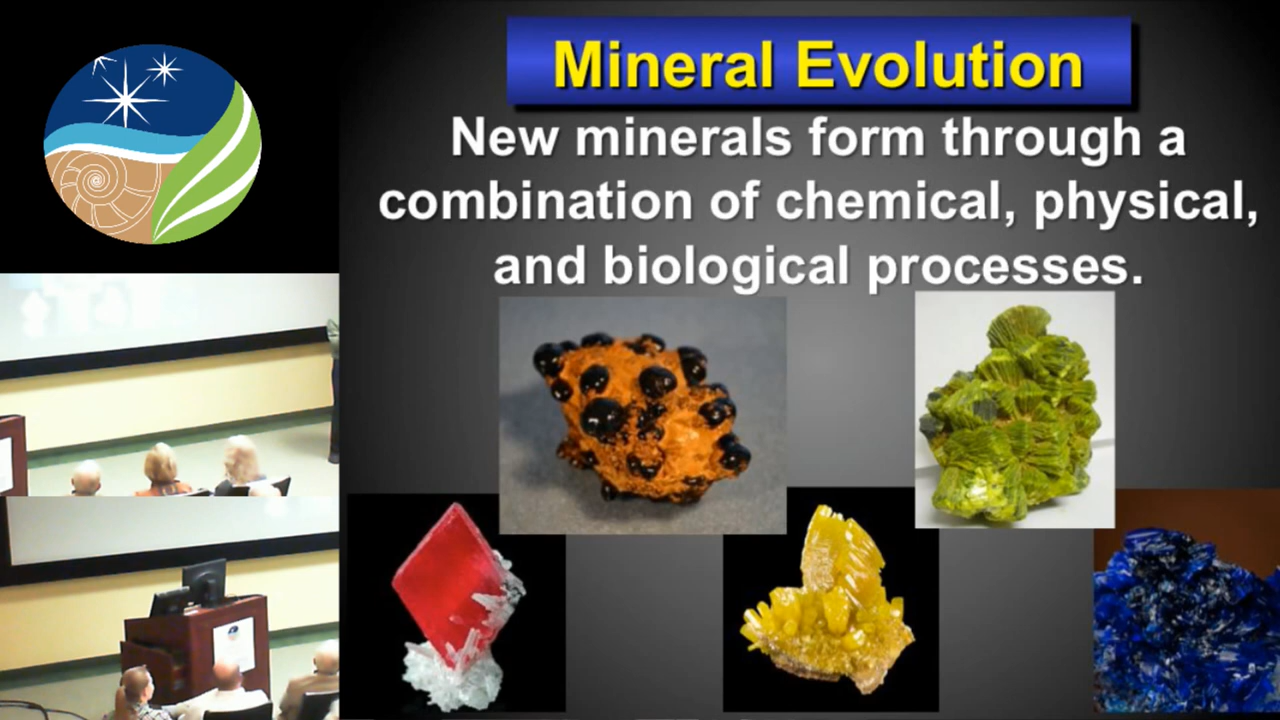 Mineral Evolution
New minerals form through a
combination of chemical, physical,
and biological processes.